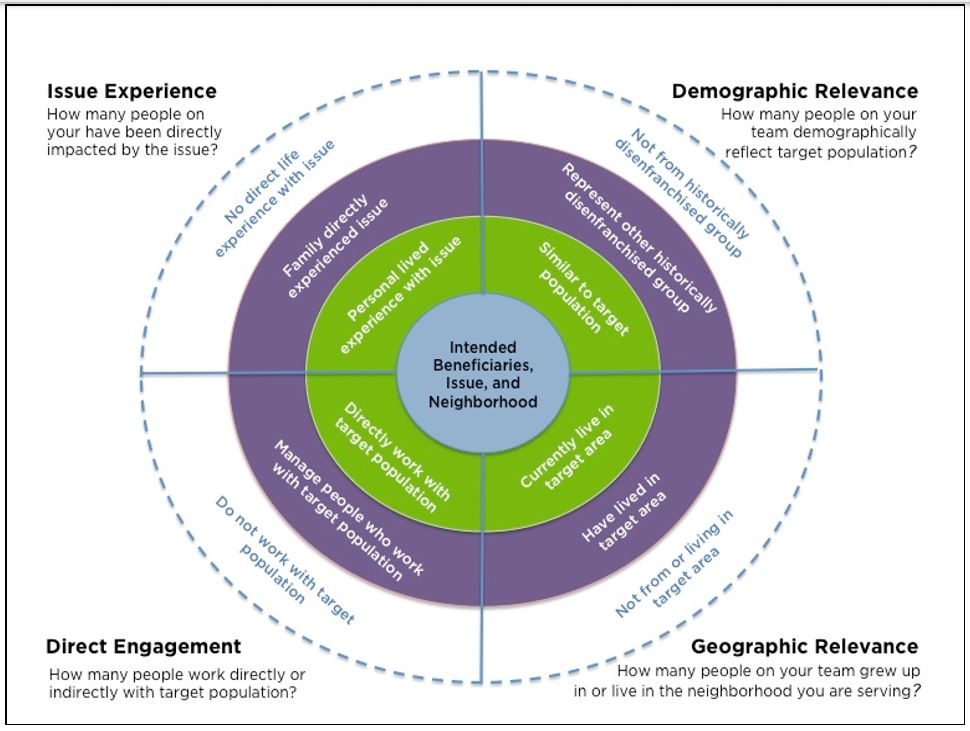 Issue Experience
How many people on
your have been directly
impacted by the issue?
Demographic Relevance
How many people on your
team demographically
reflect target population?
No direct life
experience with issue
Family directly
experienced issue
Personal lived
experience with issue
Similar to target
population
Represent other historically
disenfranchised group
Not from historically
disenfranchised group
Intended
Beneficiaries,
Issue, and
Neighborhood
Directly work with
target population
Manage people who work
with target population
Do not work with target
population
Currently live in
target area
Have lived in
target area
Not from or living in
target area
Direct Engagement
How many people work directly or
indirectly with target population?
Geographic Relevance
How many people on your team grew up
in or live in the neighborhood you are serving?